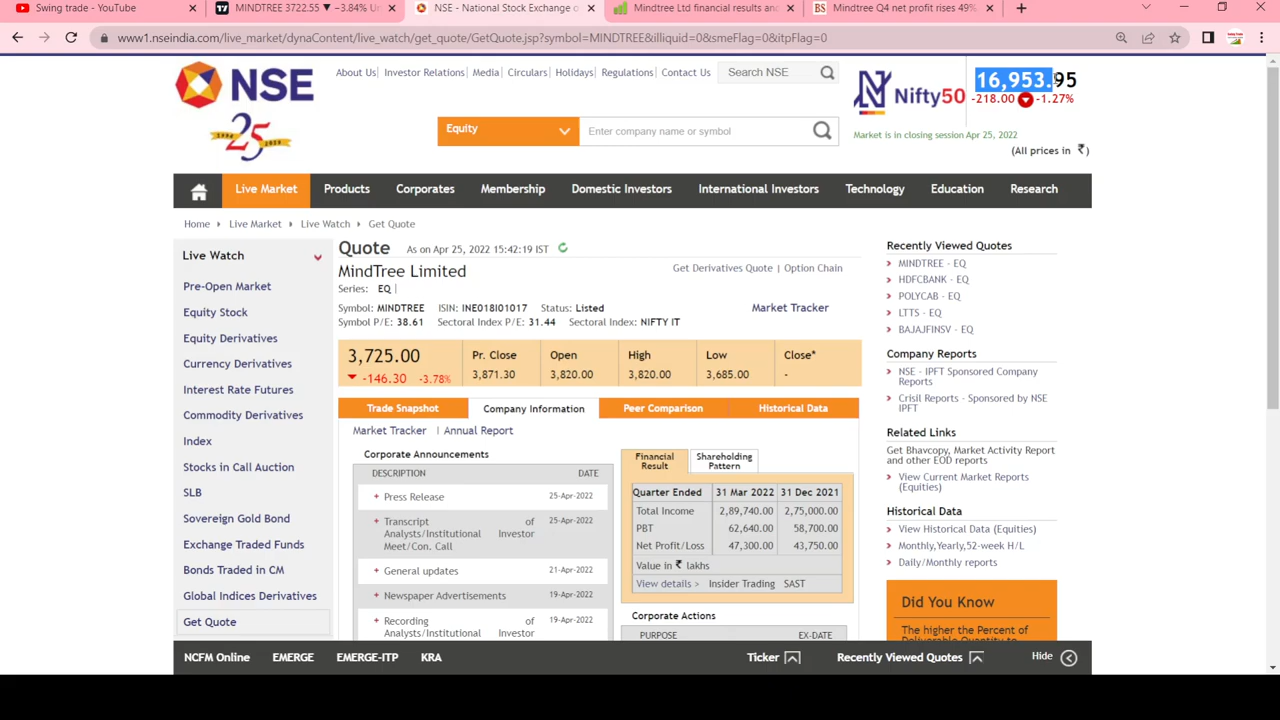 Swing trade - YouTube
MINDTREE 3722.55 ▼ −3.84% Un
NSE - National Stock Exchange o
Mindtree Ltd financial results and
Mindtree Q4 net profit rises 49%
www1.nseindia.com/live_market/dynaContent/live_watch/get_quote/GetQuote.jsp?symbol=MINDTREE&illiquid=0&smeFlag=0&itpFlag=0
NSE
25
About Us | Investor Relations | Media | Circulars | Holidays | Regulations | Contact Us
Search NSE
Equity
Enter company name or symbol
Nifty50
16,953.95
-218.00 -1.27%
Market is in closing session Apr 25, 2022
(All prices in ₹)
Live Market Products Corporates Membership Domestic Investors International Investors Technology Education Research
Home Live Market Live Watch Get Quote
Live Watch
Pre-Open Market
Equity Stock
Equity Derivatives
Currency Derivatives
Interest Rate Futures
Commodity Derivatives
Index
Stocks in Call Auction
SLB
Sovereign Gold Bond
Exchange Traded Funds
Bonds Traded in CM
Global Indices Derivatives
Get Quote
Quote As on Apr 25, 2022 15:42:19 IST
MindTree Limited
Get Derivatives Quote | Option Chain
Series: EQ |
Symbol: MINDTREE ISIN: INE018I01017 Status: Listed
Market Tracker
Symbol P/E: 38.61 Sectoral Index P/E: 31.44 Sectoral Index: NIFTY IT
3,725.00 Pr. Close Open High Low Close*
-146.30 -3.78% 3,871.30 3,820.00 3,820.00 3,685.00 -
Trade Snapshot Company Information Peer Comparison Historical Data
Market Tracker | Annual Report
Corporate Announcements
DESCRIPTION DATE
Press Release 25-Apr-2022
Transcript of 25-Apr-2022
Analysts/Institutional Investor
Meet/Con. Call
General updates 21-Apr-2022
Newspaper Advertisements 19-Apr-2022
Recording of 19-Apr-2022
Analysts/Institutional Investor
Financial Result
Shareholding Pattern
Quarter Ended 31 Mar 2022 31 Dec 2021
Total Income 2,89,740.00 2,75,000.00
PBT 62,640.00 58,700.00
Net Profit/Loss 47,300.00 43,750.00
Value in ₹ lakhs
View details > Insider Trading SAST
Corporate Actions
PURPOSE EX-DATE
Recently Viewed Quotes
MINDTREE - EQ
HDFCBANK - EQ
POLYCAB - EQ
LTTS - EQ
BAJAJFINSV - EQ
Company Reports
NSE - IPFT Sponsored Company
Reports
Crisil Reports - Sponsored by NSE
IPFT
Related Links
Get Bhavcopy, Market Activity Report
and other EOD reports
View Current Market Reports
(Equities)
Historical Data
View Historical Data (Equities)
Monthly,Yearly,52-week H/L
Daily/Monthly reports
Did You Know
The higher the Percent of
Deliverable Quantity to
NCFM Online EMERGE EMERGE-ITP KRA
Ticker Recently Viewed Quotes Hide